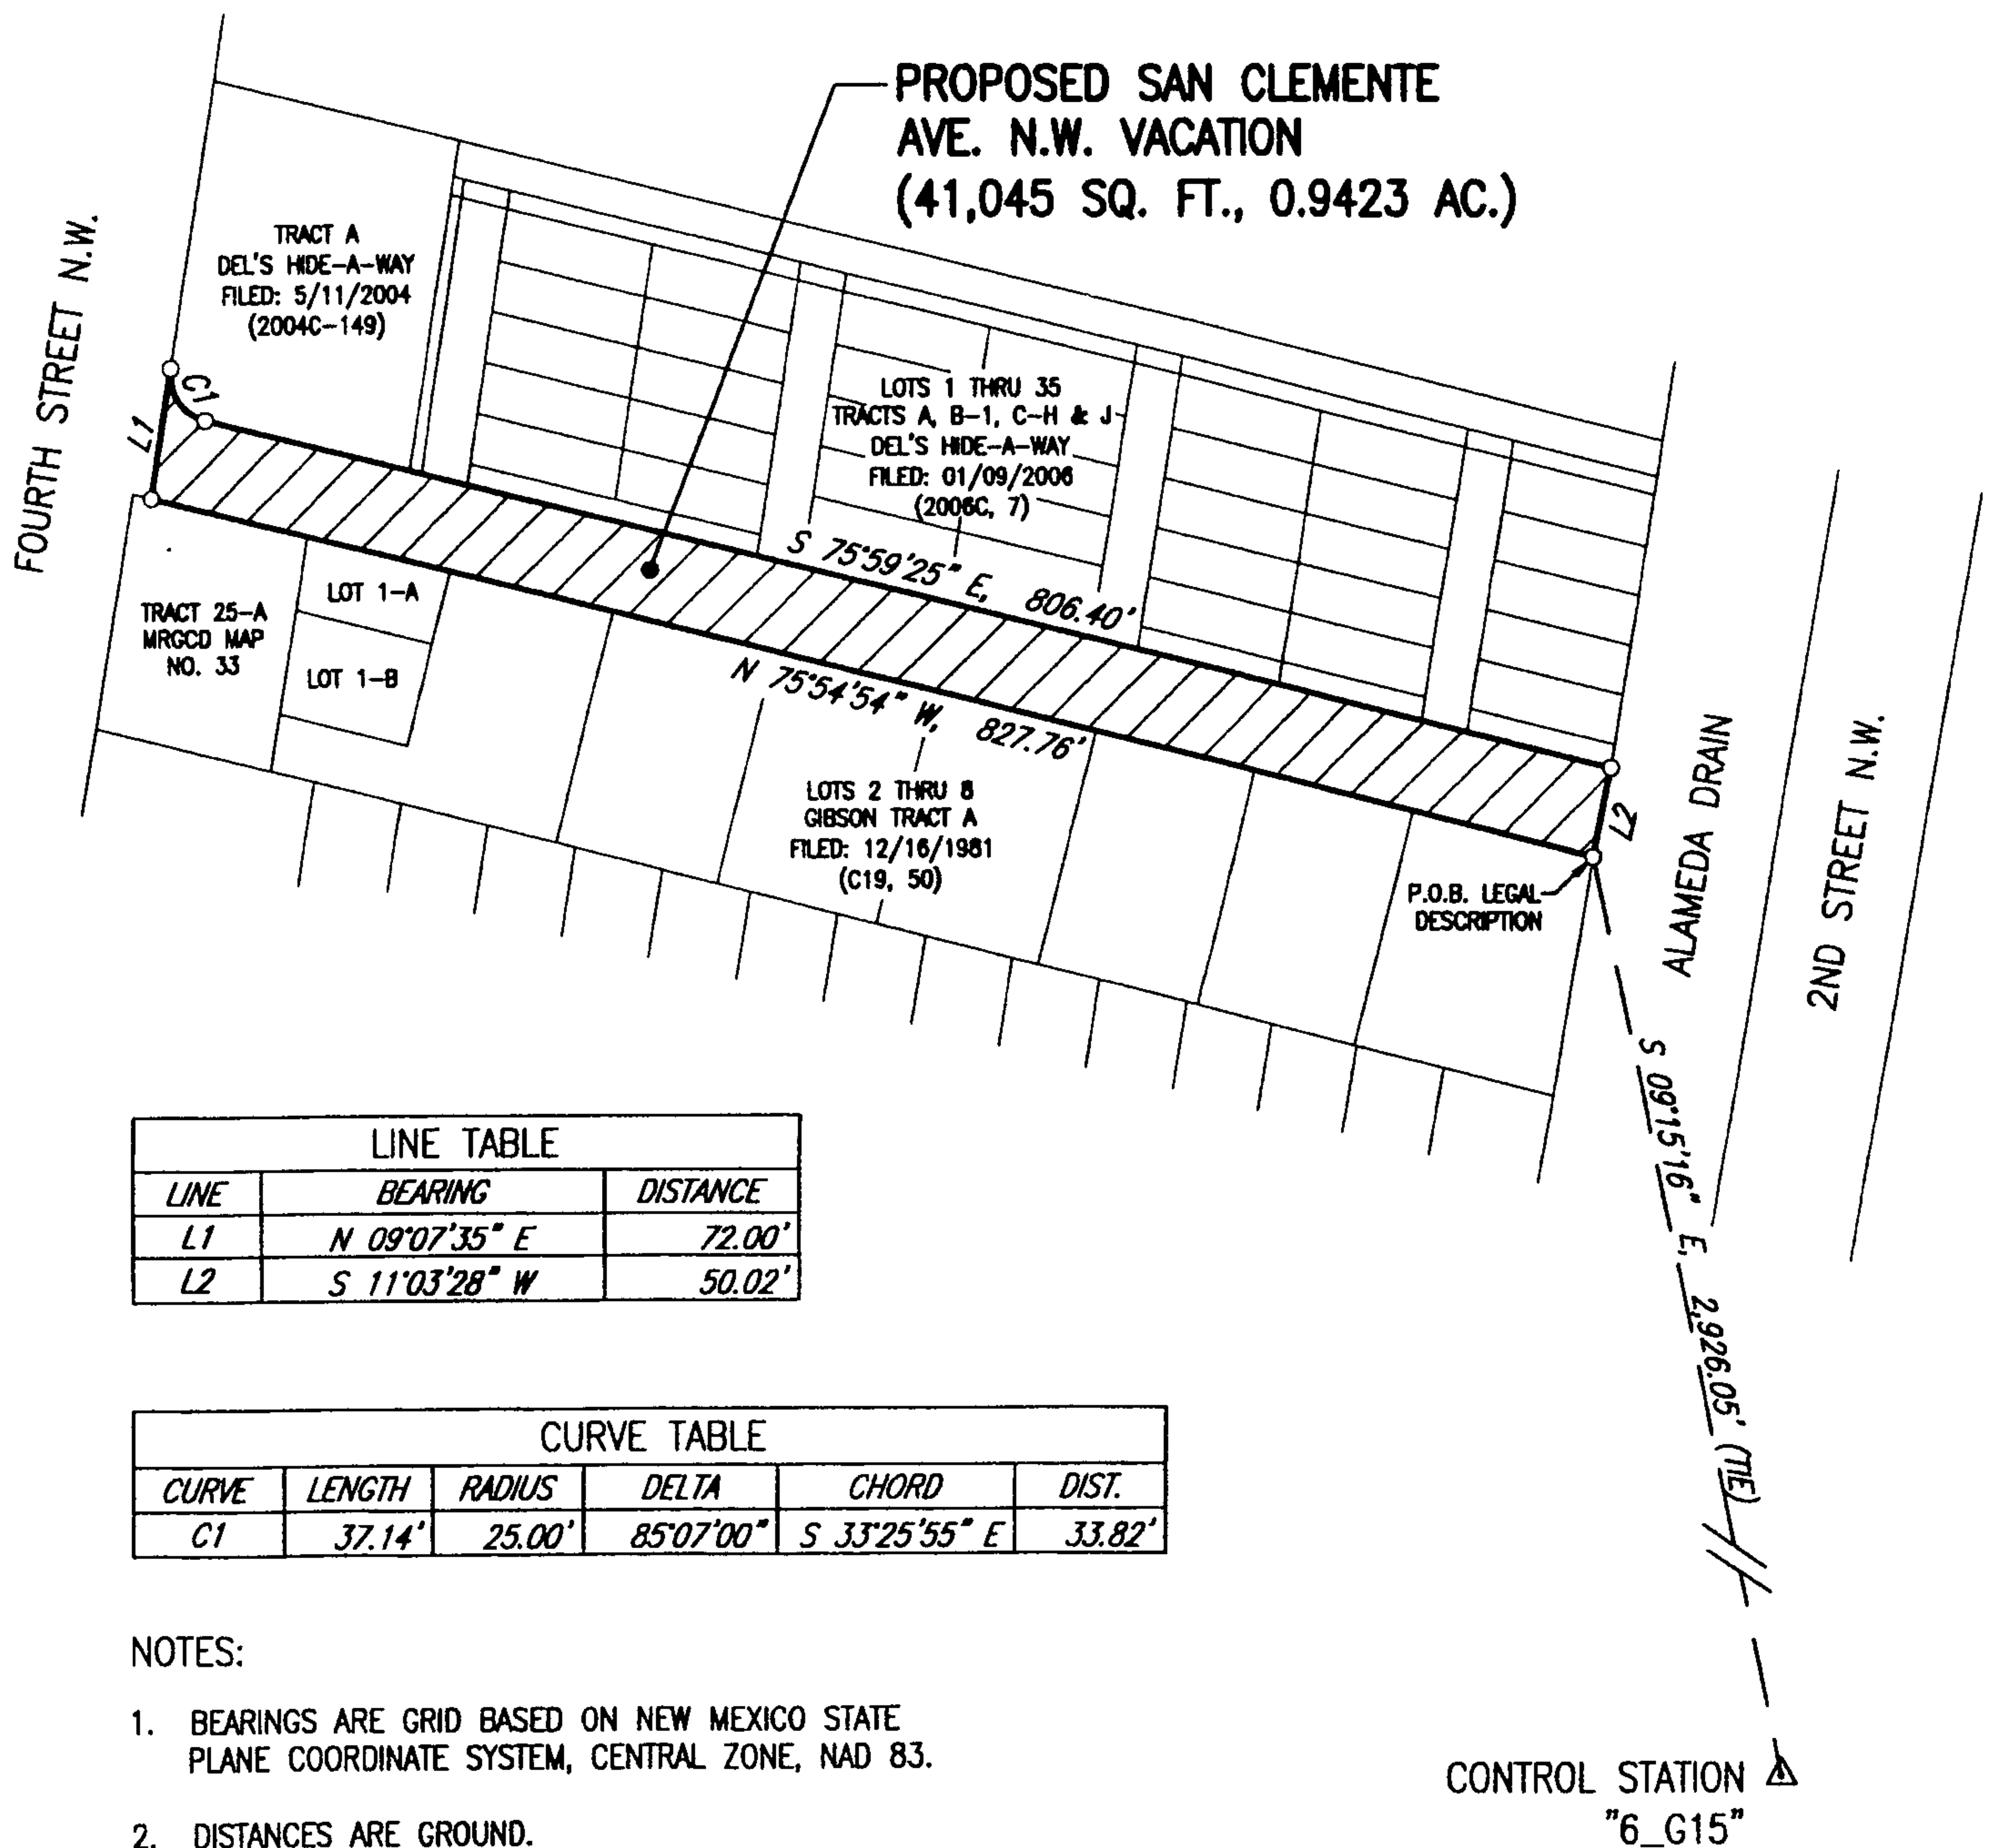 PROPOSED SAN CLEMENTE
AVE. N.W. VACATION
(41,045 SQ. FT., 0.9423 AC.)
FOURTH STREET N.W.
TRACT A
DEL'S HIDE-A-WAY
FILED: 5/11/2004
(2004C-149)
C1
L1
LOTS 1 THRU 35
TRACTS A, B-1, C-H & J
DEL'S HIDE-A-WAY
FILED: 01/09/2006
(2006C, 7)
S 75°59'25" E, 806.40'
N 75°54'54" W, 827.76'
TRACT 25-A
MRGCD MAP
NO. 33
LOT 1-A
LOT 1-B
LOTS 2 THRU 8
GIBSON TRACT A
FILED: 12/16/1981
(C19, 50)
L2
P.O.B. LEGAL
DESCRIPTION
ALAMEDA DRAIN
2ND STREET N.W.
S 09°15'16" E, 2,926.05' (TIE)
LINE TABLE
LINE BEARING DISTANCE
L1 N 09°07'35" E 72.00'
L2 S 11°03'28" W 50.02'
CURVE TABLE
CURVE LENGTH RADIUS DELTA CHORD DIST.
C1 37.14' 25.00' 85°07'00" S 33°25'55" E 33.82'
NOTES:
1. BEARINGS ARE GRID BASED ON NEW MEXICO STATE
PLANE COORDINATE SYSTEM, CENTRAL ZONE, NAD 83.
2. DISTANCES ARE GROUND.
CONTROL STATION
"6_G15"